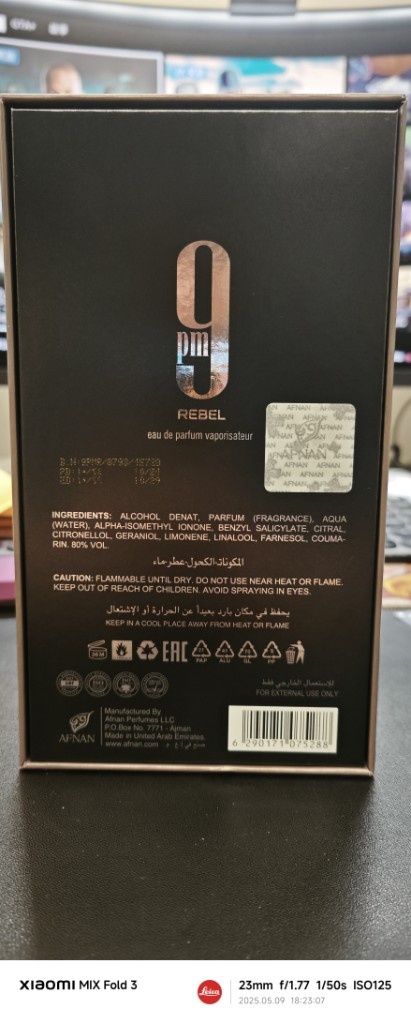 9
pm
REBEL
eau de parfum vaporisateur
AFNAN
INGREDIENTS: ALCOHOL DENAT, PARFUM (FRAGRANCE), AQUA
(WATER), ALPHA-ISOMETHYL IONONE, BENZYL SALICYLATE, CITRAL,
CITRONELLOL, GERANIOL, LIMONENE, LINALOOL, FARNESOL, COUMA-
RIN. 80% VOL.
المكونات-الكحول-عطر-ماء
CAUTION: FLAMMABLE UNTIL DRY. DO NOT USE NEAR HEAT OR FLAME.
KEEP OUT OF REACH OF CHILDREN. AVOID SPRAYING IN EYES.
يحفظ في مكان بارد بعيداً عن الحرارة أو الإشتعال
KEEP IN A COOL PLACE AWAY FROM HEAT OR FLAME
EAC
PAP
ALU
GL
PP
ISO
للإستعمال الخارجي فقط
FOR EXTERNAL USE ONLY
AFNAN
Manufactured By
Afnan Perfumes LLC
P.O.Box No. 7771 - Ajman
Made in United Arab Emirates.
www.afnan.com
6 290171 075288
XIAOMI MIX Fold 3
Leica
23mm f/1.77 1/50s ISO125
2025.05.09 18:23:07